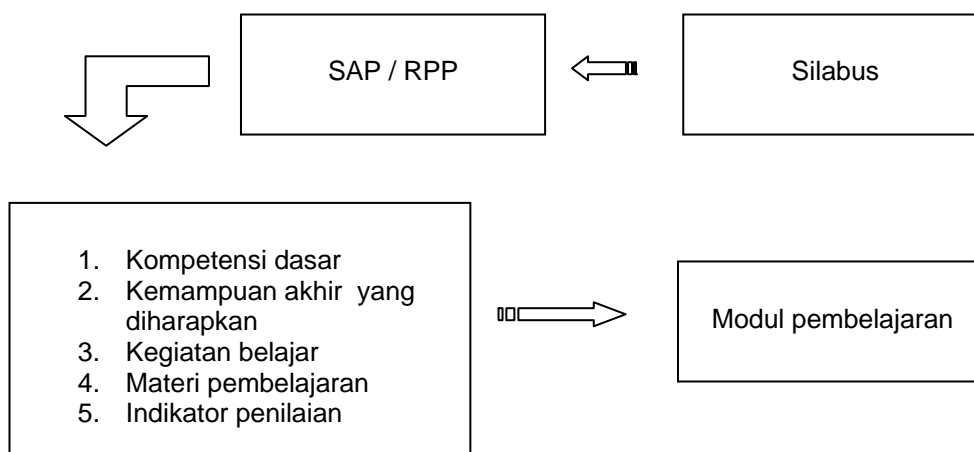 SAP / RPP
Silabus
1. Kompetensi dasar
2. Kemampuan akhir yang
diharapkan
3. Kegiatan belajar
4. Materi pembelajaran
5. Indikator penilaian
Modul pembelajaran